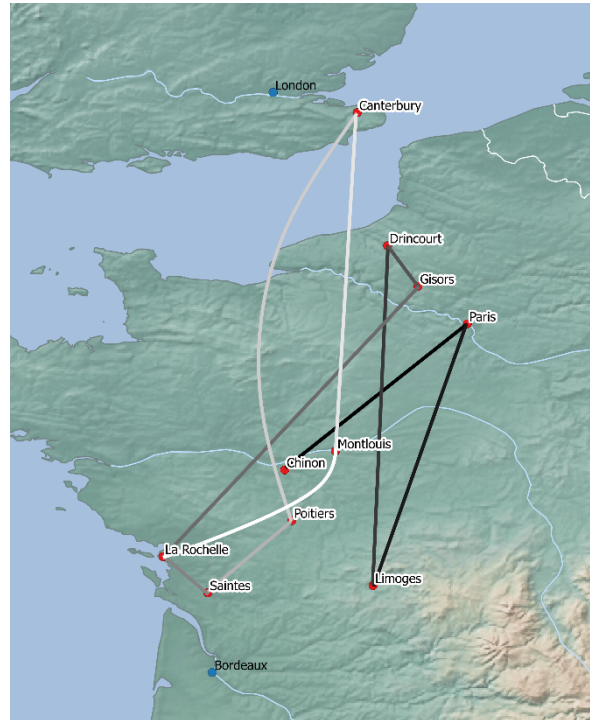 London
Canterbury
Drincourt
Gisors
Paris
Montlouis
Chinon
Poitiers
La Rochelle
Limoges
Saintes
Bordeaux